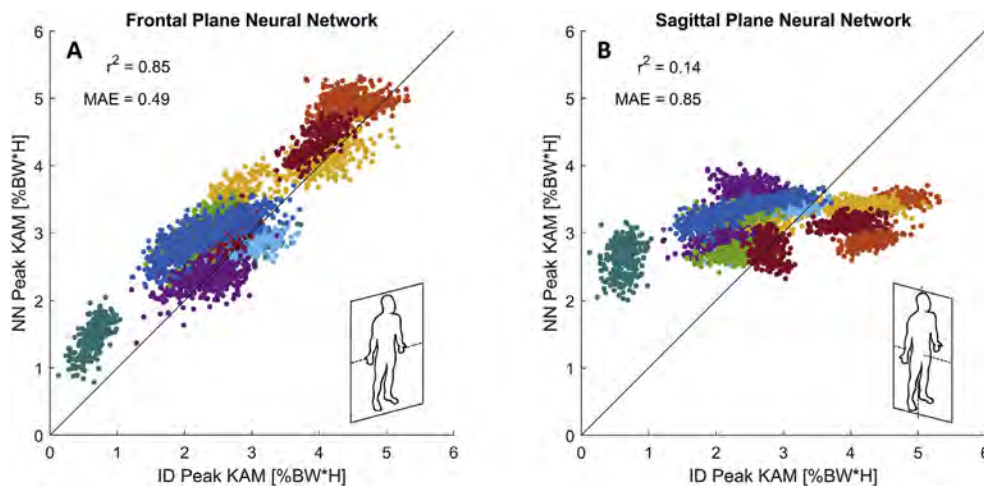 Frontal Plane Neural Network
A
r² = 0.85
MAE = 0.49
NN Peak KAM [%BW*H]
6
5
4
3
2
1
0
0 1 2 3 4 5 6
ID Peak KAM [%BW*H]
Sagittal Plane Neural Network
B
r² = 0.14
MAE = 0.85
NN Peak KAM [%BW*H]
6
5
4
3
2
1
0
0 1 2 3 4 5 6
ID Peak KAM [%BW*H]